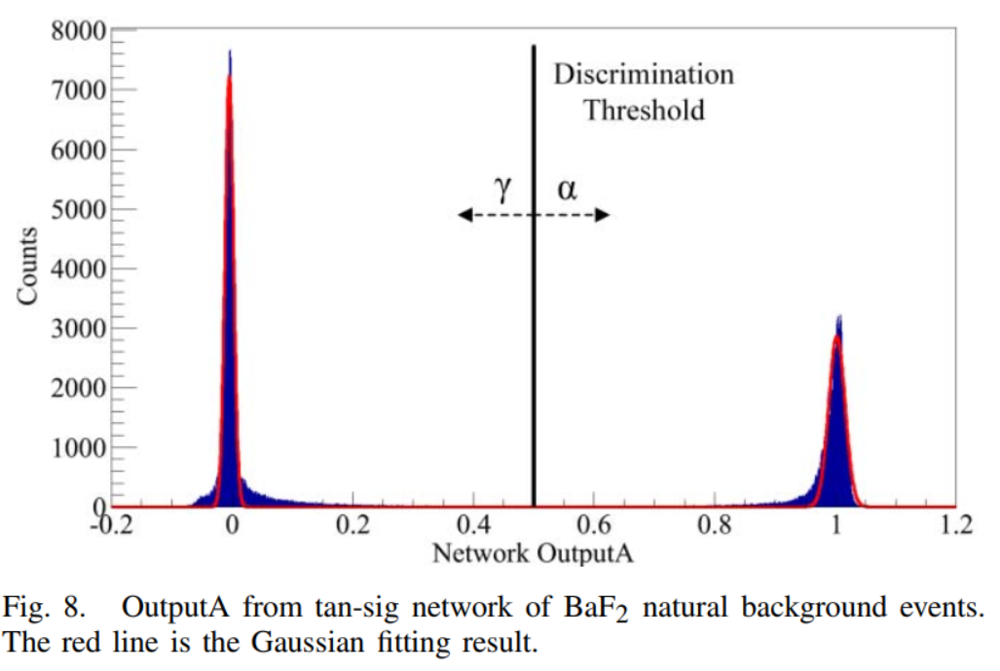 8000
7000
6000
5000
4000
3000
2000
1000
0
Counts
Discrimination
Threshold
γ α
-0.2 0 0.2 0.4 0.6 0.8 1 1.2
Network OutputA
Fig. 8. OutputA from tan-sig network of BaF₂ natural background events.
The red line is the Gaussian fitting result.